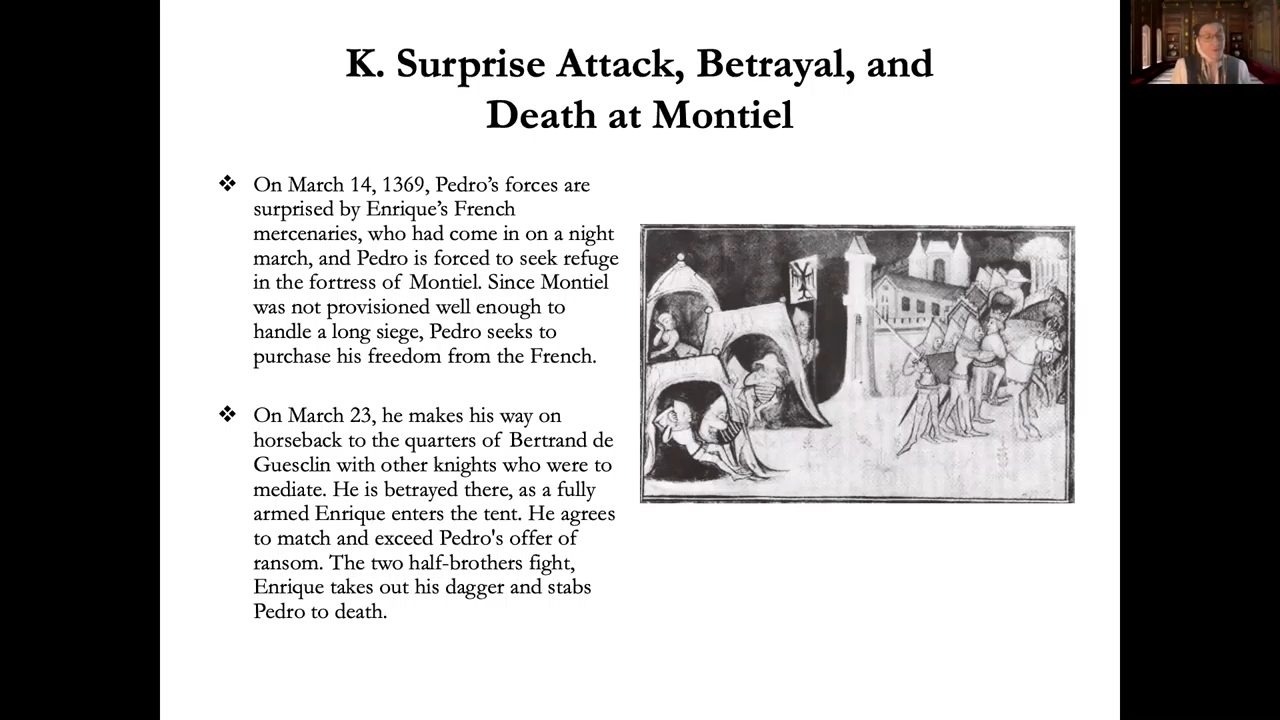 K. Surprise Attack, Betrayal, and
Death at Montiel
❖ On March 14, 1369, Pedro’s forces are
surprised by Enrique’s French
mercenaries, who had come in on a night
march, and Pedro is forced to seek refuge
in the fortress of Montiel. Since Montiel
was not provisioned well enough to
handle a long siege, Pedro seeks to
purchase his freedom from the French.
❖ On March 23, he makes his way on
horseback to the quarters of Bertrand de
Guesclin with other knights who were to
mediate. He is betrayed there, as a fully
armed Enrique enters the tent. He agrees
to match and exceed Pedro's offer of
ransom. The two half-brothers fight,
Enrique takes out his dagger and stabs
Pedro to death.